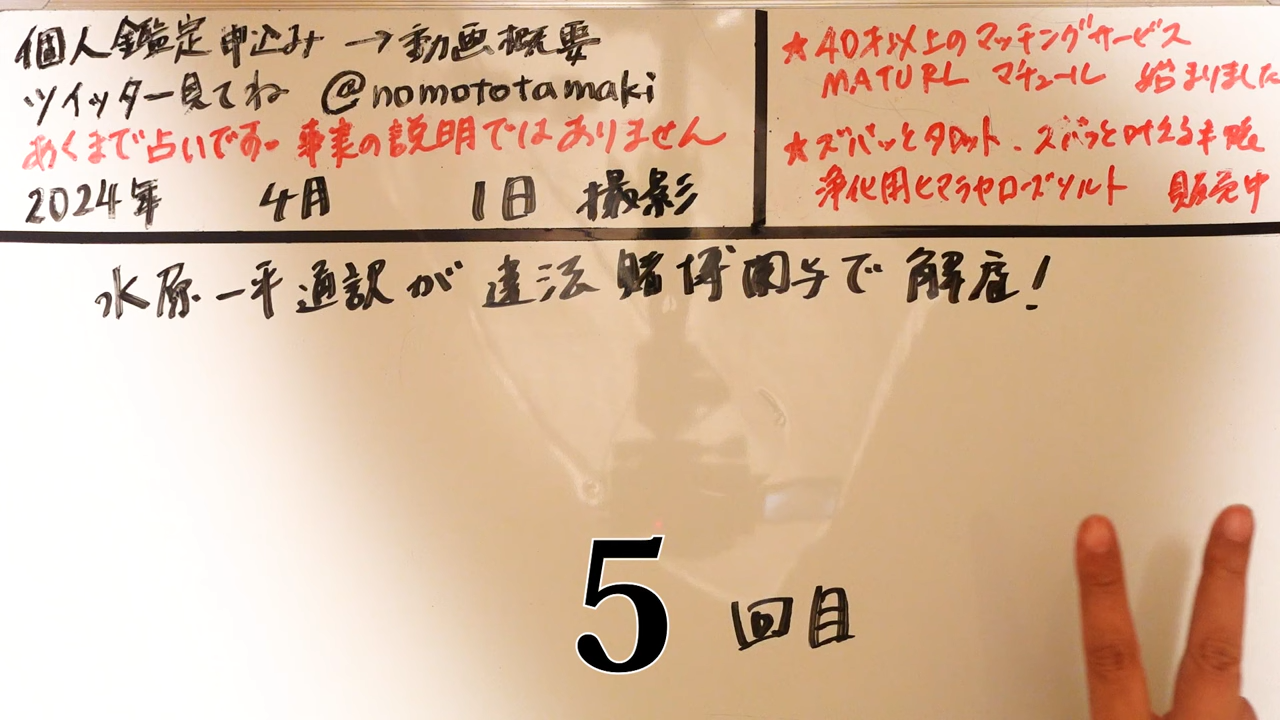 個人鑑定申込み →動画概要
ツイッター見てね @nomototamaki
あくまで占いです。事実の説明ではありません
2024年 4月 1日 撮影
★40才以上のマッチングサービス
MATURL マチュール 始まりました
★ズバッとタロット、ズバッと叶える手帳
浄化用ヒマラヤローズソルト 販売中
水原一平通訳が違法賭博関与で解雇!
5回目